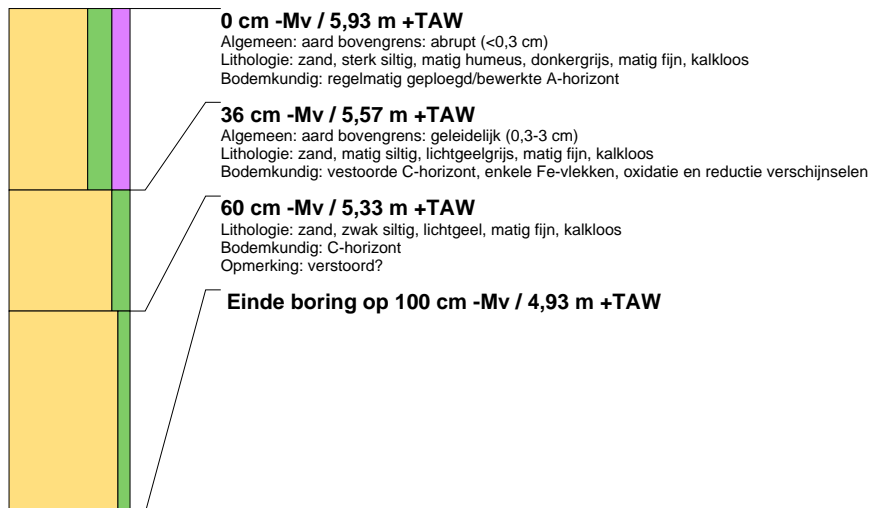 0 cm -Mv / 5,93 m +TAW
Algemeen: aard bovengrens: abrupt (<0,3 cm)
Lithologie: zand, sterk siltig, matig humeus, donkergrijs, matig fijn, kalkloos
Bodemkundig: regelmatig geploegd/bewerkte A-horizont
36 cm -Mv / 5,57 m +TAW
Algemeen: aard bovengrens: geleidelijk (0,3-3 cm)
Lithologie: zand, matig siltig, lichtgeelgrijs, matig fijn, kalkloos
Bodemkundig: vestoorde C-horizont, enkele Fe-vlekken, oxidatie en reductie verschijnselen
60 cm -Mv / 5,33 m +TAW
Lithologie: zand, zwak siltig, lichtgeel, matig fijn, kalkloos
Bodemkundig: C-horizont
Opmerking: verstoord?
Einde boring op 100 cm -Mv / 4,93 m +TAW